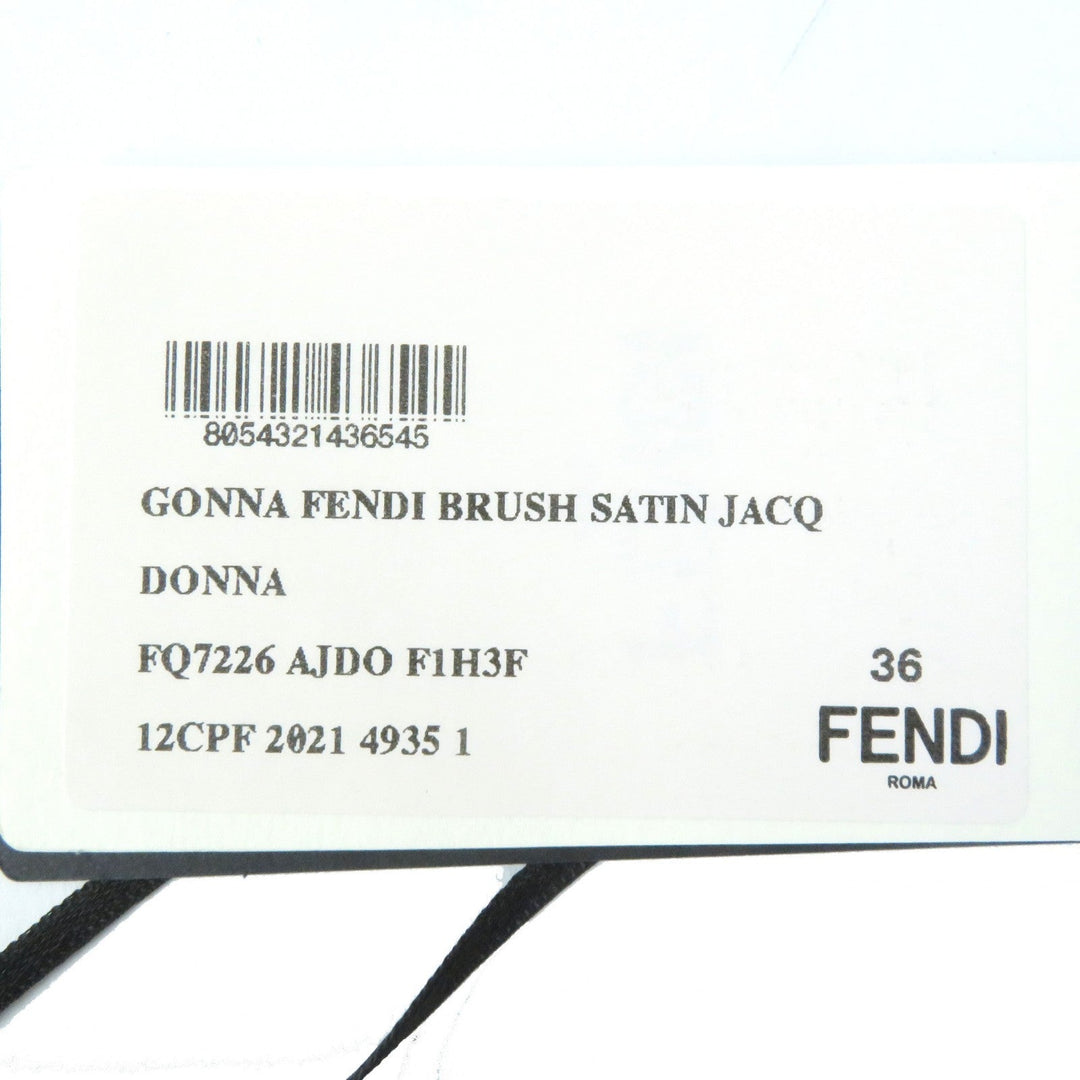 8054321436545
GONNA FENDI BRUSH SATIN JACQ
DONNA
FQ7226 AJDO F1H3F
12CPF 2021 4935 1
36
FENDI
ROMA